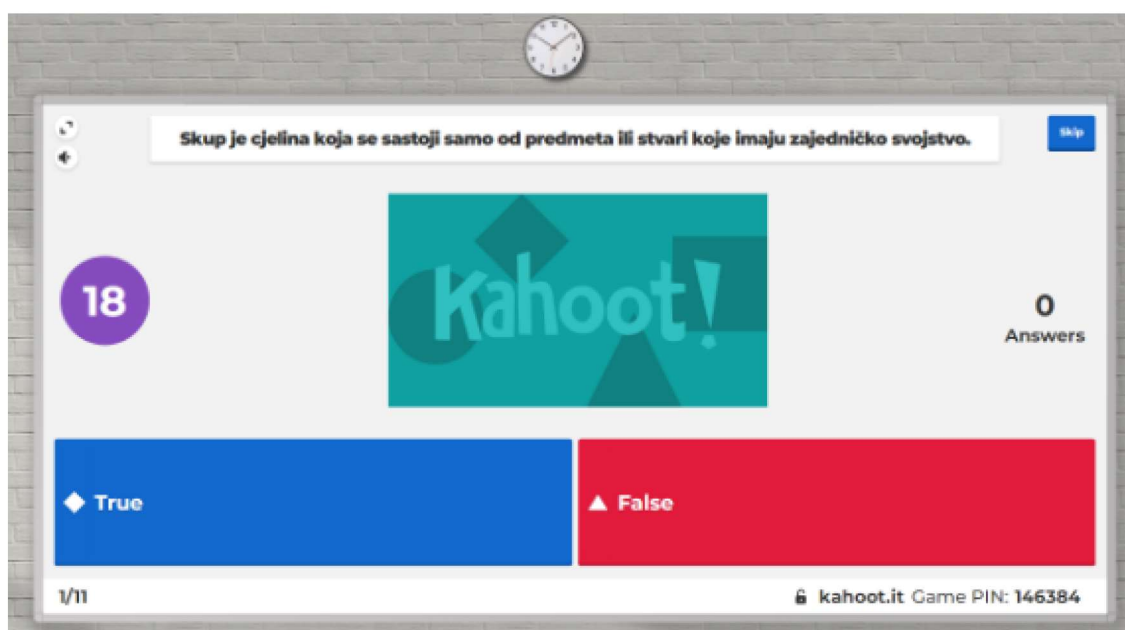 Skup je cjelina koja se sastoji samo od predmeta ili stvari koje imaju zajedničko svojstvo.
Skip
18
Kahoot!
0
Answers
True
False
1/11
kahoot.it Game PIN: 146384